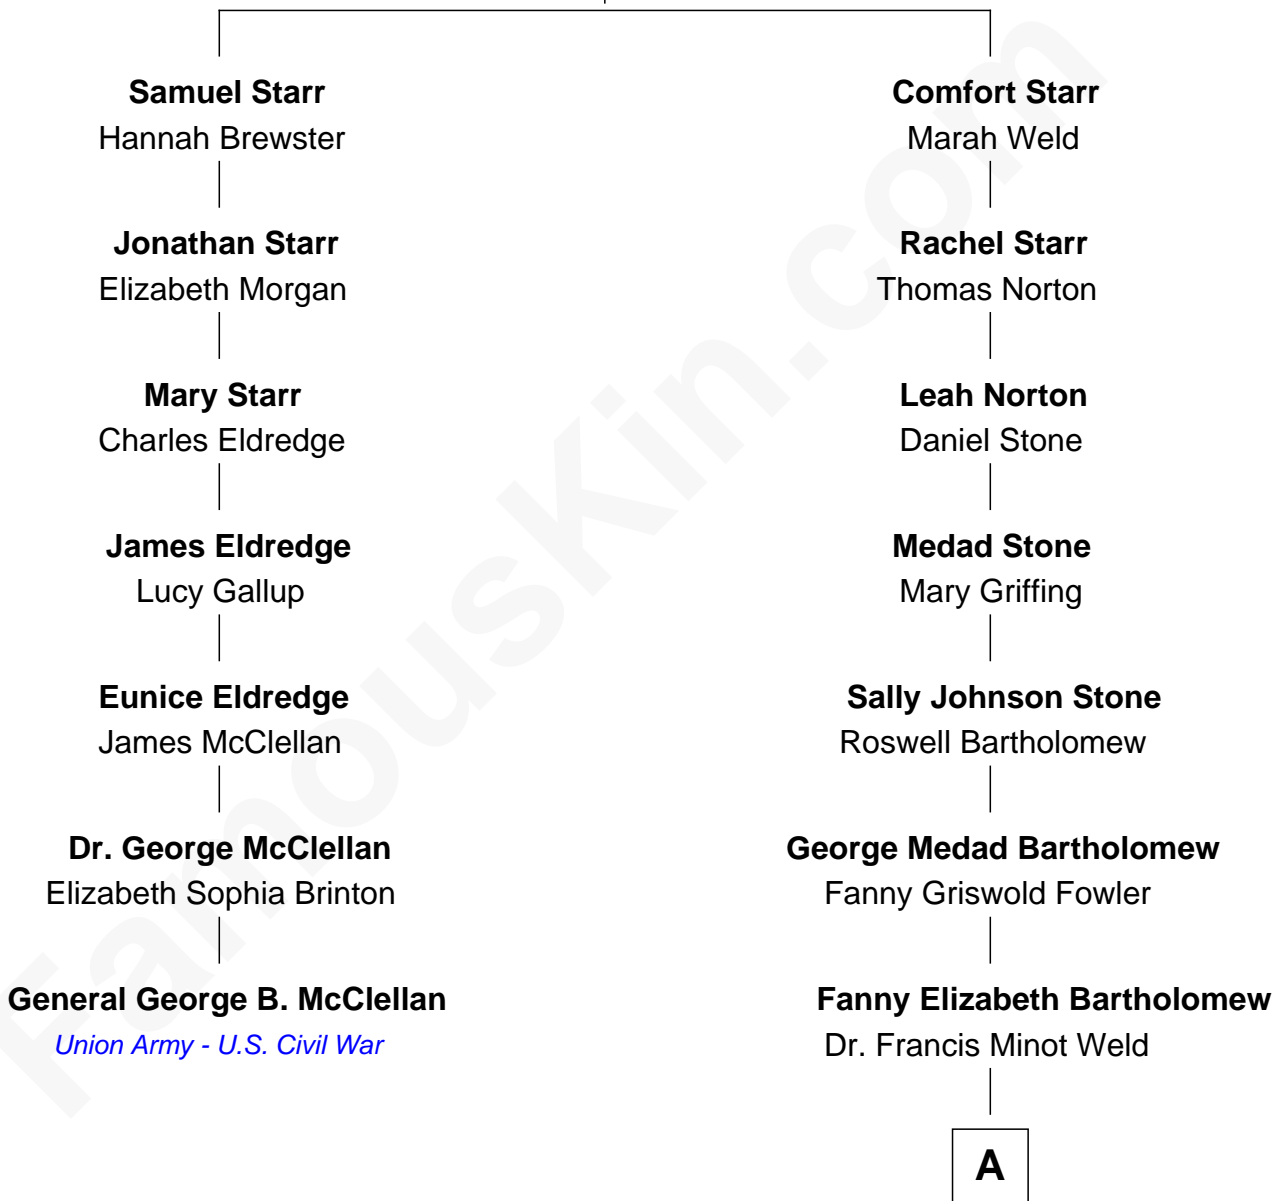 Samuel Starr
Hannah Brewster
Jonathan Starr
Elizabeth Morgan
Mary Starr
Charles Eldredge
James Eldredge
Lucy Gallup
Eunice Eldredge
James McClellan
Dr. George McClellan
Elizabeth Sophia Brinton
General George B. McClellan
Union Army - U.S. Civil War
Comfort Starr
Marah Weld
Rachel Starr
Thomas Norton
Leah Norton
Daniel Stone
Medad Stone
Mary Griffing
Sally Johnson Stone
Roswell Bartholomew
George Medad Bartholomew
Fanny Griswold Fowler
Fanny Elizabeth Bartholomew
Dr. Francis Minot Weld
A
FamousKin.com